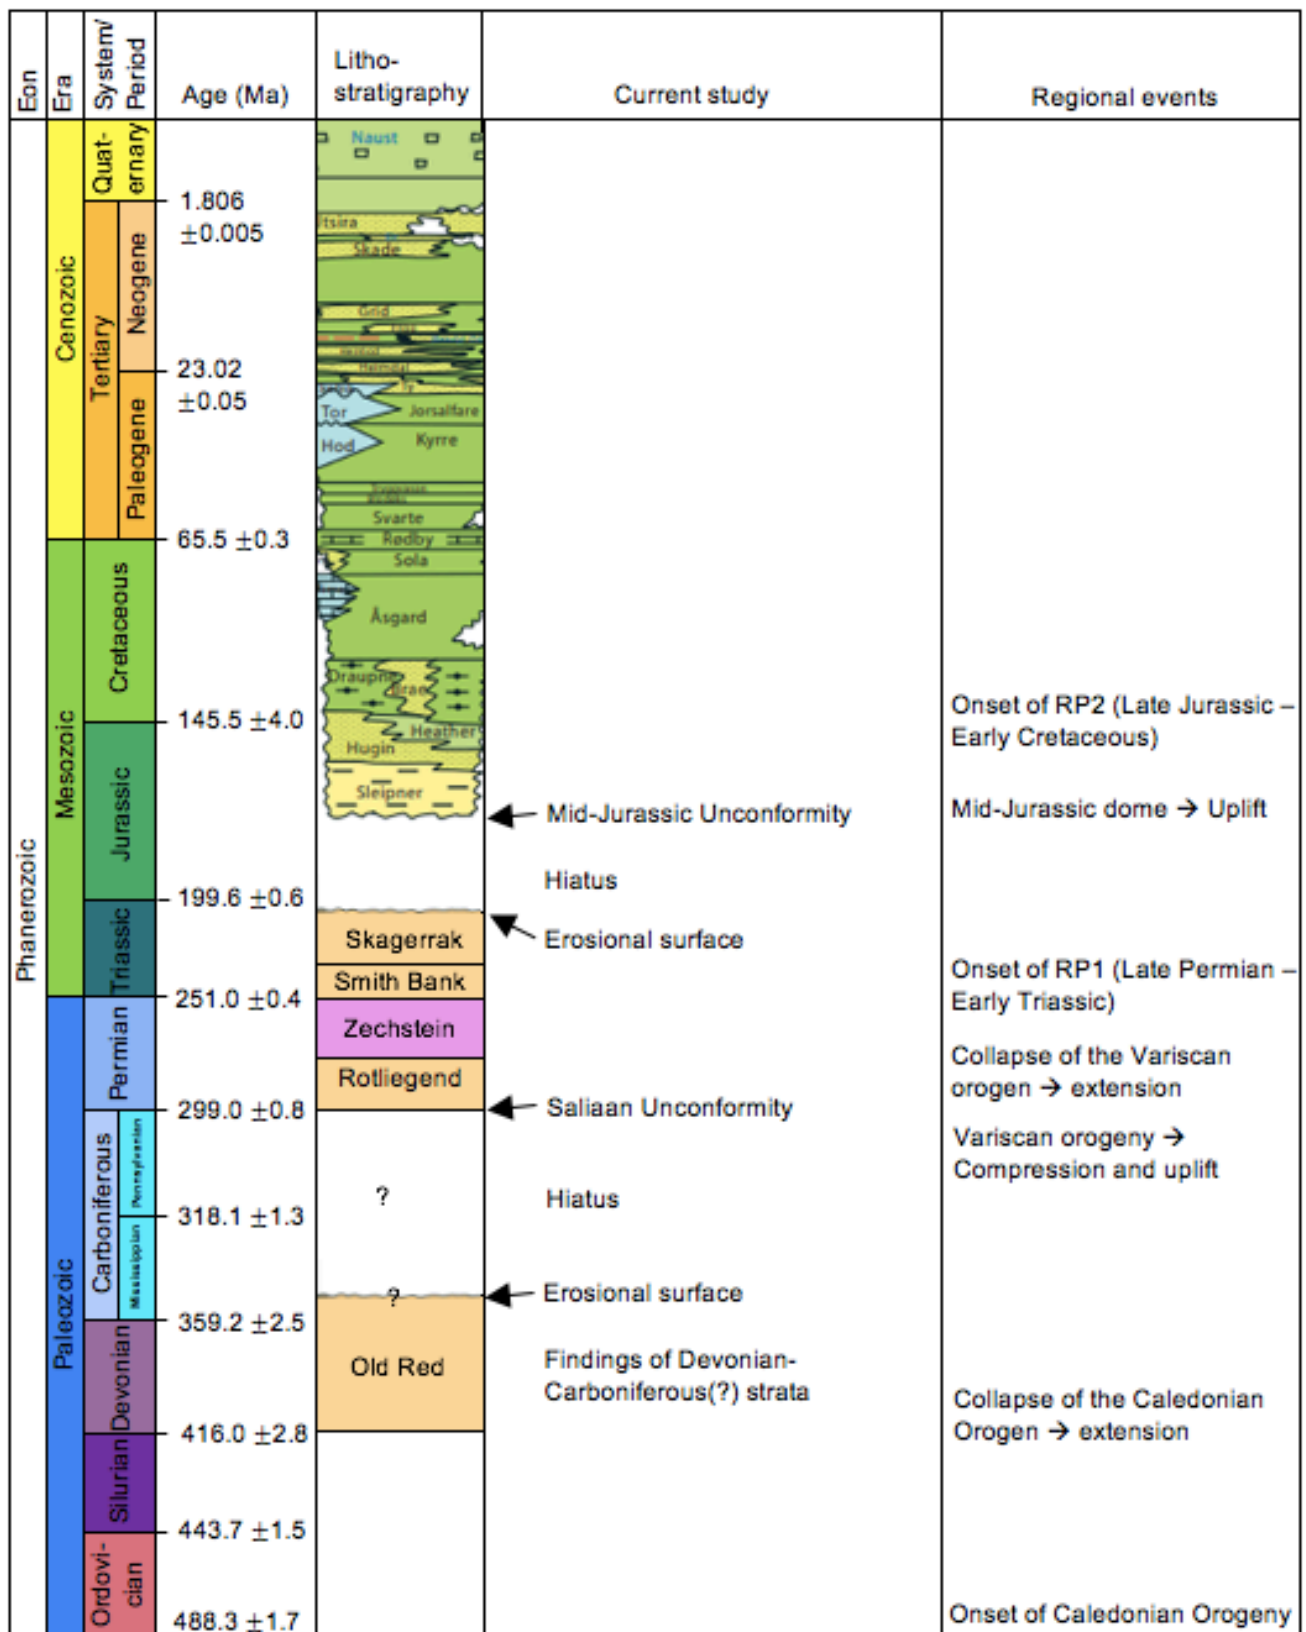 Eon
Era
System/
Period
Age (Ma)
Litho-
stratigraphy
Current study
Regional events
Phanerozoic
Cenozoic
Mesozoic
Paleozoic
Quat-
ernary
Tertiary
Neogene
Paleogene
Cretaceous
Jurassic
Triassic
Permian
Carboniferous
Pennsylvanian
Mississippian
Devonian
Silurian
Ordovi-
cian
1.806
±0.005
23.02
±0.05
65.5 ±0.3
145.5 ±4.0
199.6 ±0.6
251.0 ±0.4
299.0 ±0.8
318.1 ±1.3
359.2 ±2.5
416.0 ±2.8
443.7 ±1.5
488.3 ±1.7
Naust
Itsira
Skade
Grid
Heimdal
Ty
Tor
Jorsalfare
Hod
Kyrre
Svarte
Rødby
Sola
Åsgard
Draupne
Brae
Heather
Hugin
Sleipner
Skagerrak
Smith Bank
Zechstein
Rotliegend
?
?
Old Red
Mid-Jurassic Unconformity
Hiatus
Erosional surface
Saliaan Unconformity
Hiatus
Erosional surface
Findings of Devonian-
Carboniferous(?) strata
Onset of RP2 (Late Jurassic –
Early Cretaceous)
Mid-Jurassic dome → Uplift
Onset of RP1 (Late Permian –
Early Triassic)
Collapse of the Variscan
orogen → extension
Variscan orogeny →
Compression and uplift
Collapse of the Caledonian
Orogen → extension
Onset of Caledonian Orogeny